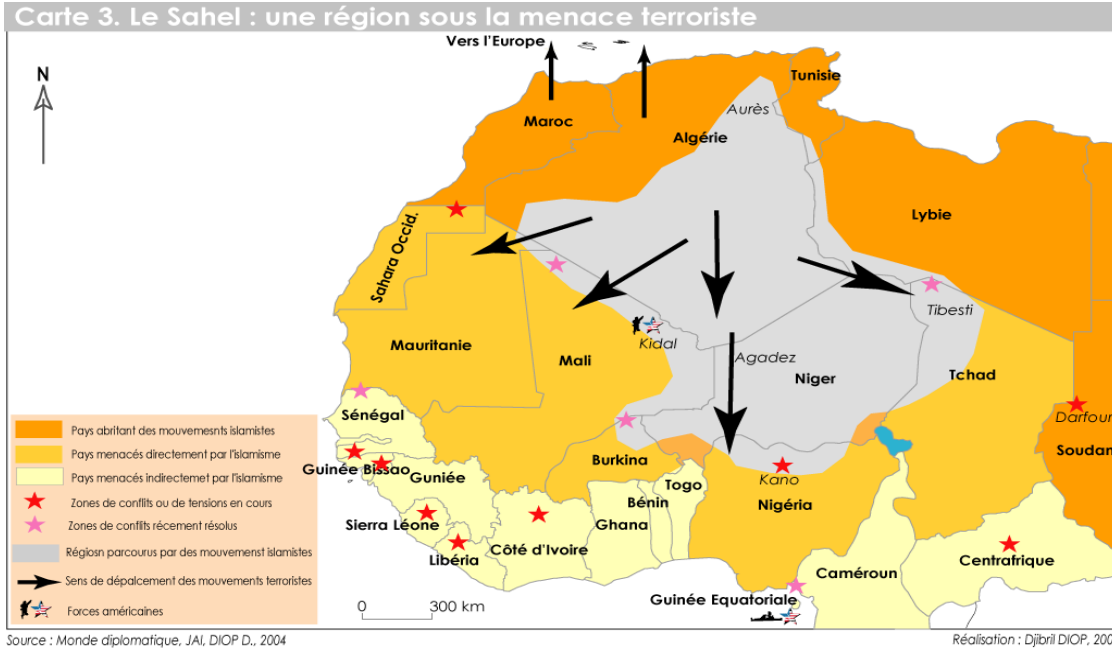 Carte 3. Le Sahel : une région sous la menace terroriste
Vers l'Europe
N
Tunisie
Aurès
Maroc
Algérie
Lybie
Sahara Occid.
Tibesti
Kidal
Mauritanie
Mali
Agadez
Niger
Tchad
Sénégal
Darfour
Soudan
Burkina
Guinée Bissao
Guniée
Togo
Kano
Bénin
Nigéria
Sierra Léone
Ghana
Libéria
Côté d'Ivoire
Centrafrique
Caméroun
Guinée Equatoriale
0 300 km
Pays abritant des mouvemesnts islamistes
Pays menacés directement par l'islamisme
Pays menacés indirectemet par l'islamisme
Zones de conflits ou de tensions en cours
Zones de conflits récement résolus
Régiosn parcourus par des mouvemenst islamistes
Sens de dépalcement des mouvements terroristes
Forces américaines
Source : Monde diplomatique, JAI, DIOP D., 2004
Réalisation : Djibril DIOP, 200